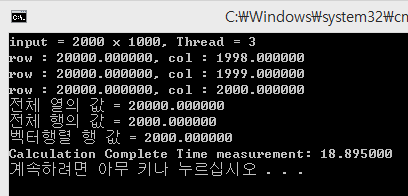 C:₩Windows₩system32₩c
input = 2000 x 1000, Thread = 3
row : 20000.000000, col : 1998.000000
row : 20000.000000, col : 1999.000000
row : 20000.000000, col : 2000.000000
전체 열의 값 = 20000.000000
전체 행의 값 = 20000.000000
벡터행렬 행 값 = 2000.000000
Calculation Complete Time measurement: 18.895000
계속하려면 아무 키나 누르십시오 . . .